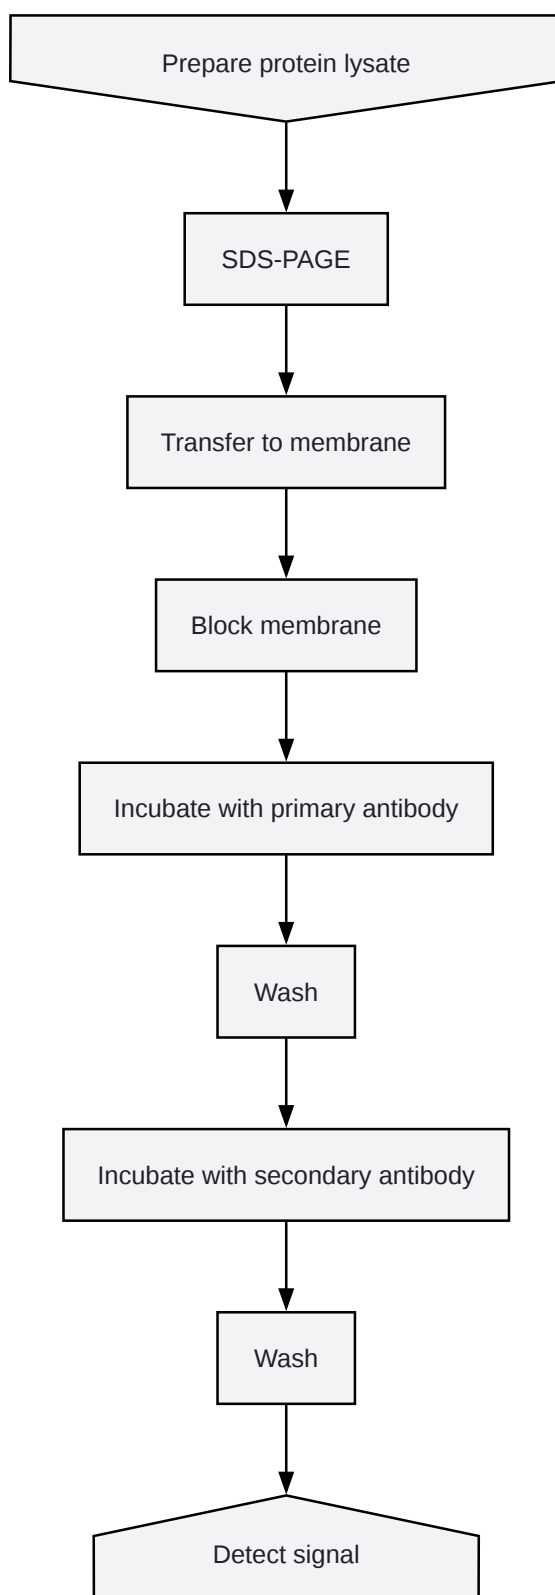 Prepare protein lysate
SDS-PAGE
Transfer to membrane
Block membrane
Incubate with primary antibody
Wash
Incubate with secondary antibody
Wash
Detect signal